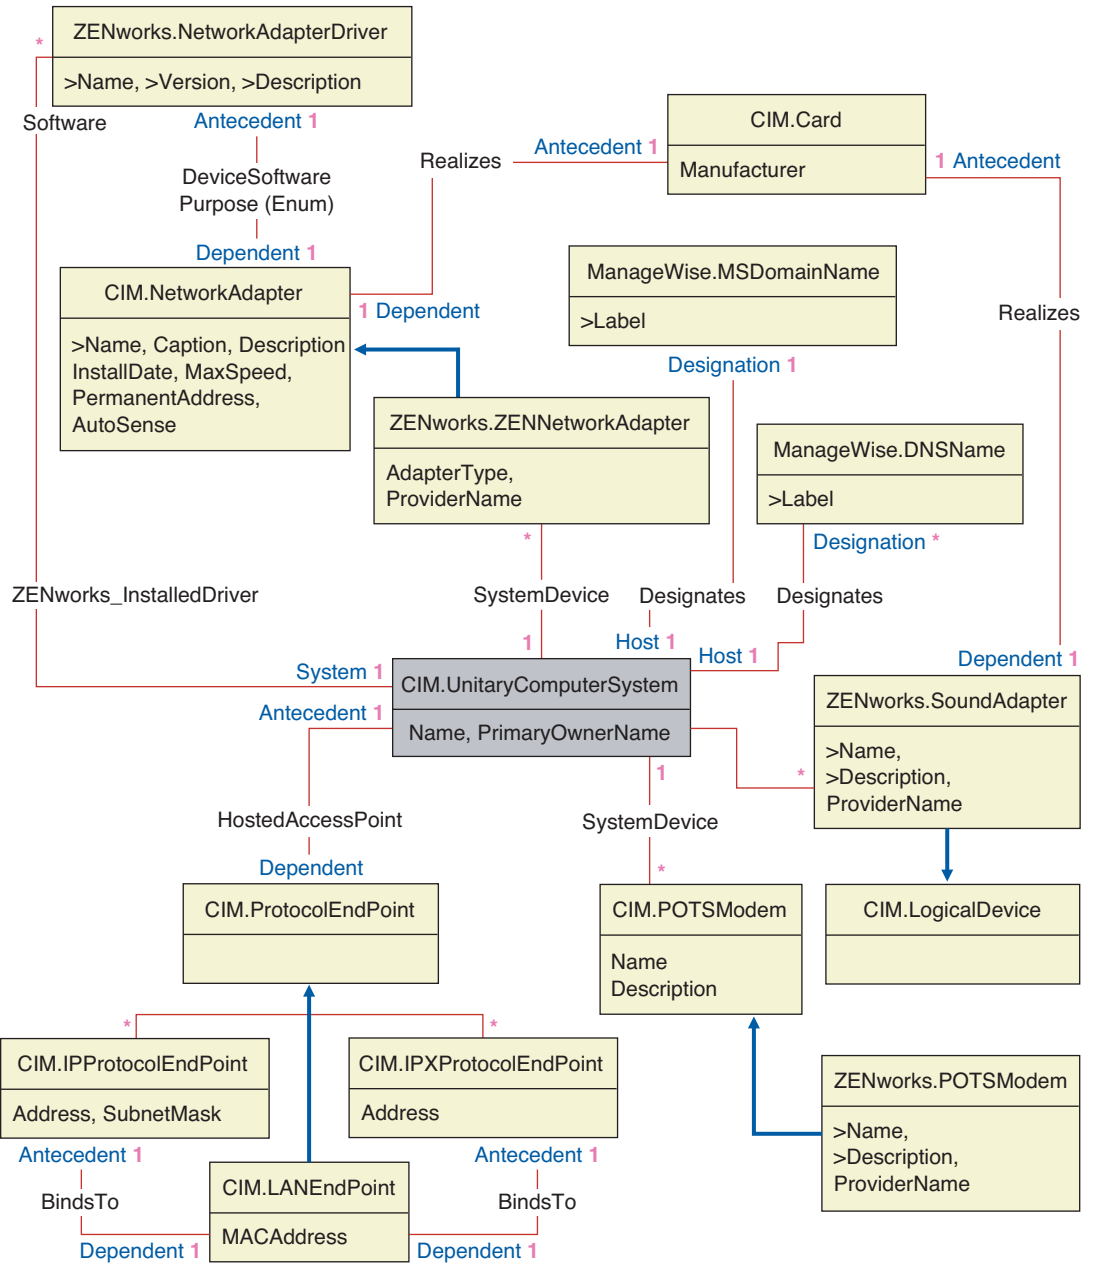 ZENworks.NetworkAdapterDriver
>Name, >Version, >Description
*
Software
Antecedent 1
DeviceSoftware
Purpose (Enum)
Dependent 1
CIM.Card
Manufacturer
Antecedent 1
Realizes
1 Antecedent
CIM.NetworkAdapter
>Name, Caption, Description
InstallDate, MaxSpeed,
PermanentAddress,
AutoSense
1 Dependent
ManageWise.MSDomainName
>Label
Designation 1
Realizes
ZENworks.ZENNetworkAdapter
AdapterType,
ProviderName
*
ManageWise.DNSName
>Label
Designation *
ZENworks_InstalledDriver
SystemDevice
Designates
Designates
1
Host 1
Host 1
Dependent 1
System 1
Antecedent 1
CIM.UnitaryComputerSystem
Name, PrimaryOwnerName
ZENworks.SoundAdapter
>Name,
>Description,
ProviderName
*
1
HostedAccessPoint
SystemDevice
Dependent
*
CIM.ProtocolEndPoint
CIM.POTSModem
Name
Description
CIM.LogicalDevice
*
*
CIM.IPProtocolEndPoint
Address, SubnetMask
CIM.IPXProtocolEndPoint
Address
ZENworks.POTSModem
>Name,
>Description,
ProviderName
Antecedent 1
Antecedent 1
BindsTo
BindsTo
CIM.LANEndPoint
MACAddress
Dependent 1
Dependent 1